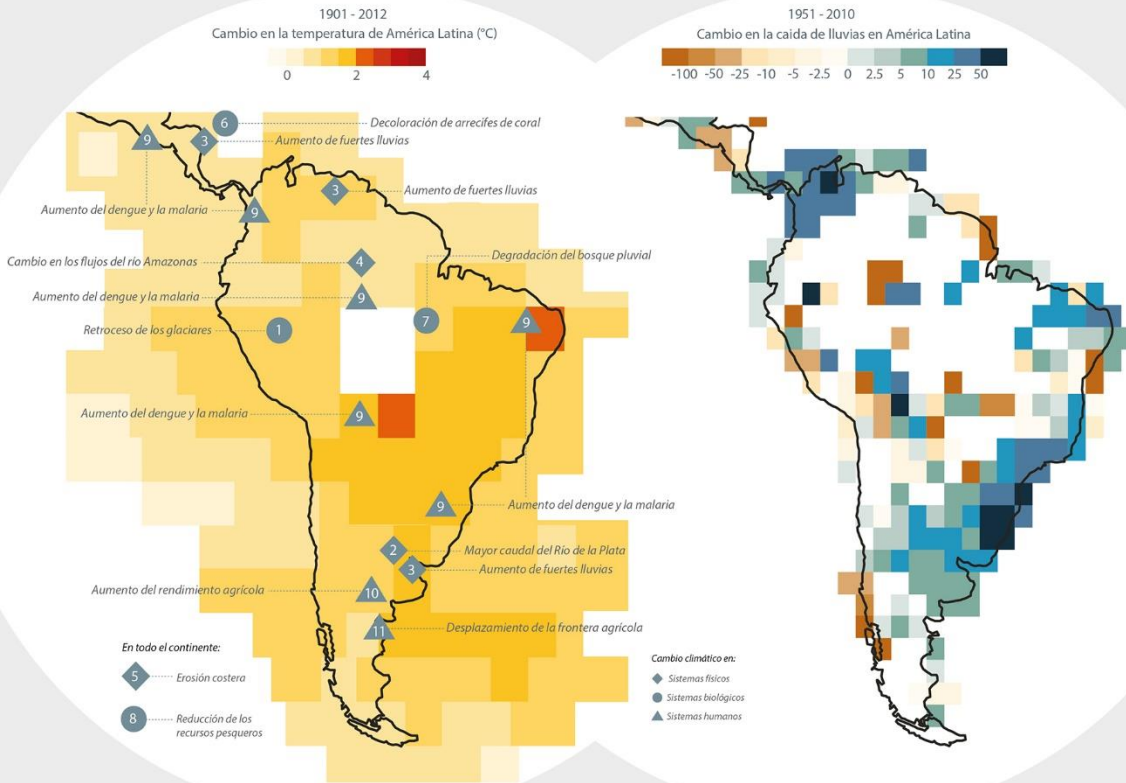 1901 - 2012
Cambio en la temperatura de América Latina (°C)
0 2 4
1951 - 2010
Cambio en la caida de lluvias en América Latina
-100 -50 -25 -10 -5 -2.5 0 2.5 5 10 25 50
6 Decoloración de arrecifes de coral
9
3 Aumento de fuertes lluvias
3 Aumento de fuertes lluvias
Aumento del dengue y la malaria 9
Cambio en los flujos del río Amazonas 4
Degradación del bosque pluvial
Aumento del dengue y la malaria 9
7
9
Retroceso de los glaciares 1
Aumento del dengue y la malaria 9
9 Aumento del dengue y la malaria
2 Mayor caudal del Río de la Plata
3 Aumento de fuertes lluvias
Aumento del rendimiento agrícola 10
11 Desplazamiento de la frontera agrícola
En todo el continente:
5 Erosión costera
8 Reducción de los
recursos pesqueros
Cambio climático en:
Sistemas físicos
Sistemas biológicos
Sistemas humanos